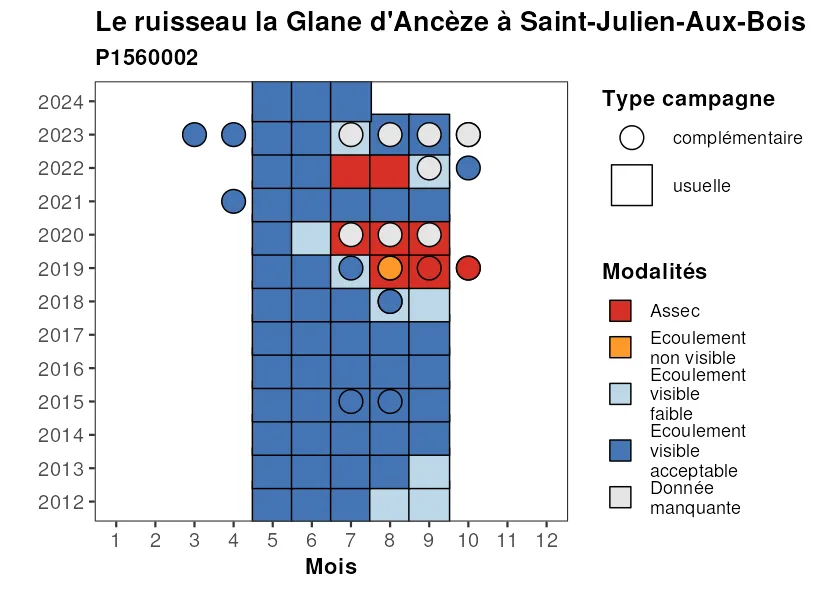 Le ruisseau la Glane d'Ancèze à Saint-Julien-Aux-Bois
P1560002
2024
2023
2022
2021
2020
2019
2018
2017
2016
2015
2014
2013
2012
1 2 3 4 5 6 7 8 9 10 11 12
Mois
Type campagne
complémentaire
usuelle
Modalités
Assec
Ecoulement
non visible
Ecoulement
visible
faible
Ecoulement
visible
acceptable
Donnée
manquante